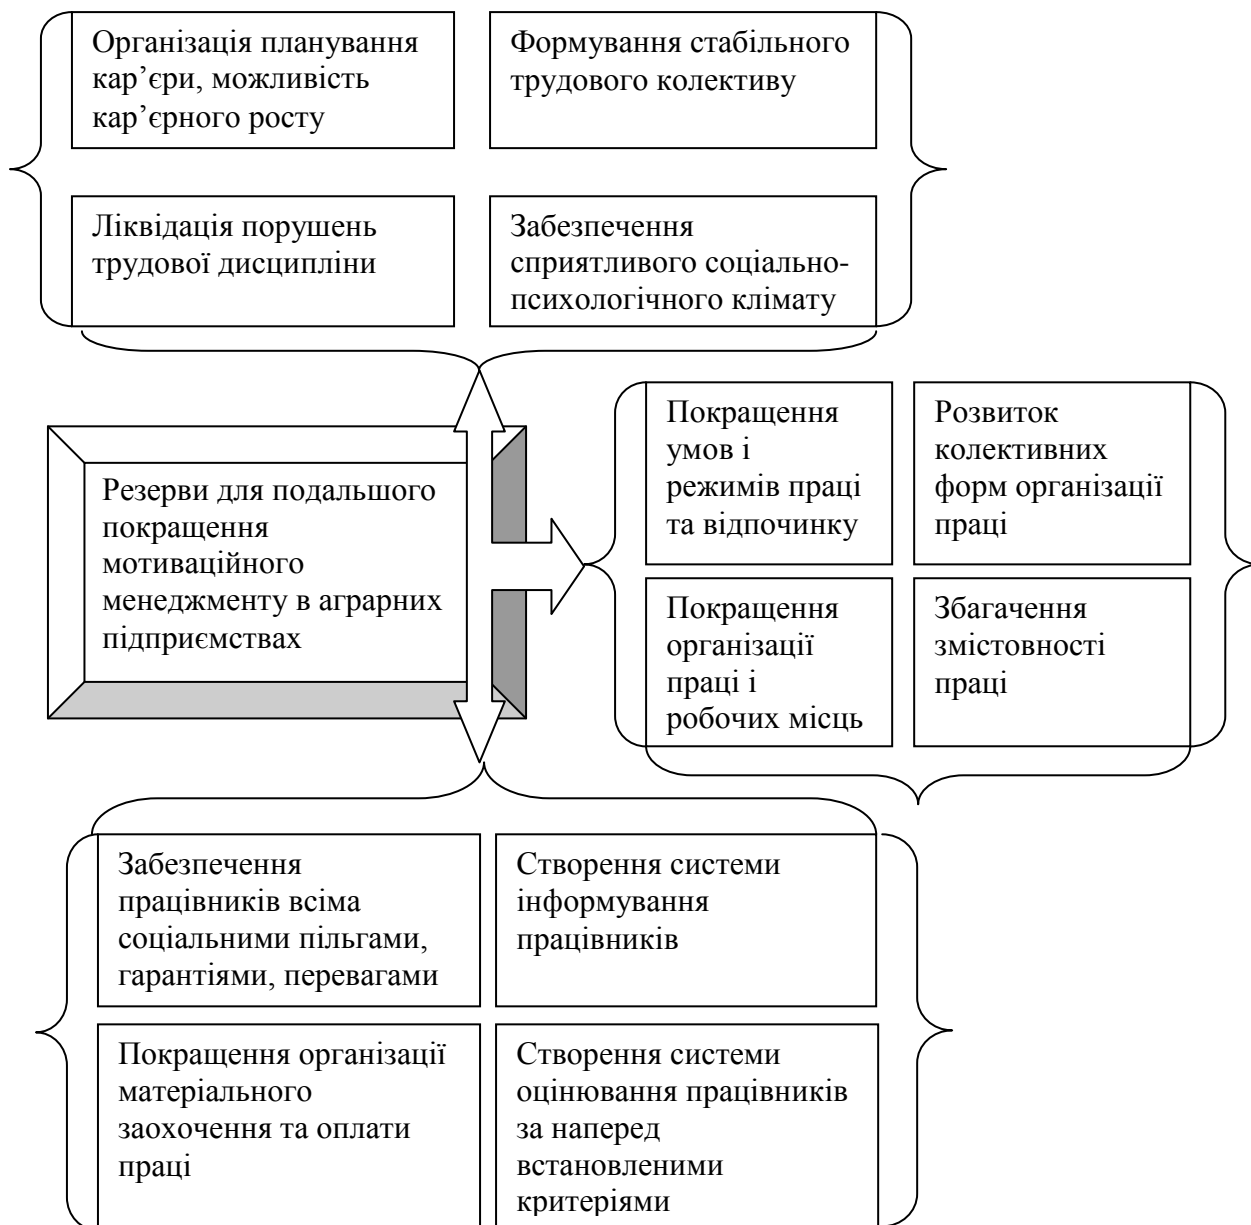 Організація планування
кар’єри, можливість
кар’єрного росту
Формування стабільного
трудового колективу
Ліквідація порушень
трудової дисципліни
Забезпечення
сприятливого соціально-
психологічного клімату
Резерви для подальшого
покращення
мотиваційного
менеджменту в аграрних
підприємствах
Покращення
умов і
режимів праці
та відпочинку
Розвиток
колективних
форм організації
праці
Покращення
організації
праці і
робочих місць
Збагачення
змістовності
праці
Забезпечення
працівників всіма
соціальними пільгами,
гарантіями, перевагами
Створення системи
інформування
працівників
Покращення організації
матеріального
заохочення та оплати
праці
Створення системи
оцінювання працівників
за наперед
встановленими
критеріями